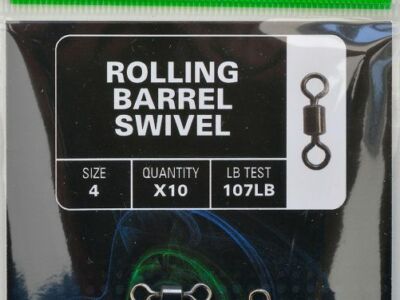 ROLLING
BARREL
SWIVEL
SIZE QUANTITY LB TEST
4 X10 107LB